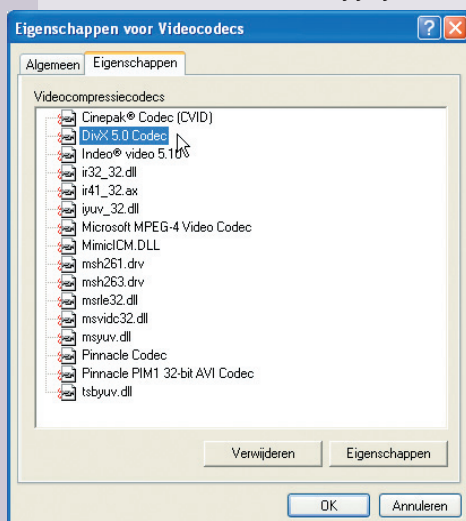 Eigenschappen voor Videocodecs
Algemeen
Eigenschappen
Videocompressiecodecs
Cinepak® Codec (CVID)
DivX 5.0 Codec
Indeo® video 5.10
ir32_32.dll
ir41_32.ax
iyuv_32.dll
Microsoft MPEG-4 Video Codec
MimicICM.DLL
msh261.drv
msh263.drv
msrle32.dll
msvidc32.dll
msyuv.dll
Pinnacle Codec
Pinnacle PIM1 32-bit AVI Codec
tsbyuv.dll
Verwijderen
Eigenschappen
OK
Annuleren